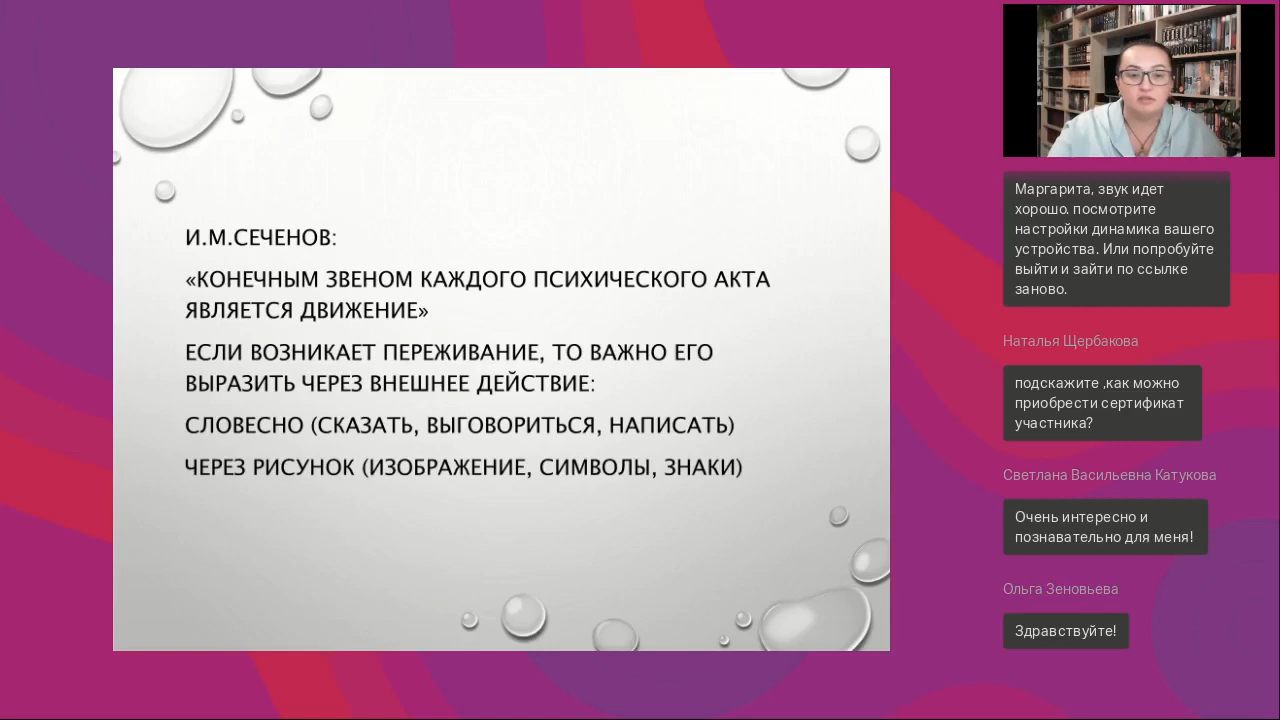 И.М.СЕЧЕНОВ:
«КОНЕЧНЫМ ЗВЕНОМ КАЖДОГО ПСИХИЧЕСКОГО АКТА
ЯВЛЯЕТСЯ ДВИЖЕНИЕ»
ЕСЛИ ВОЗНИКАЕТ ПЕРЕЖИВАНИЕ, ТО ВАЖНО ЕГО
ВЫРАЗИТЬ ЧЕРЕЗ ВНЕШНЕЕ ДЕЙСТВИЕ:
СЛОВЕСНО (СКАЗАТЬ, ВЫГОВОРИТЬСЯ, НАПИСАТЬ)
ЧЕРЕЗ РИСУНОК (ИЗОБРАЖЕНИЕ, СИМВОЛЫ, ЗНАКИ)
Маргарита, звук идет
хорошо. посмотрите
настройки динамика вашего
устройства. Или попробуйте
выйти и зайти по ссылке
заново.
Наталья Щербакова
подскажите ,как можно
приобрести сертификат
участника?
Светлана Васильевна Катукова
Очень интересно и
познавательно для меня!
Ольга Зеновьева
Здравствуйте!